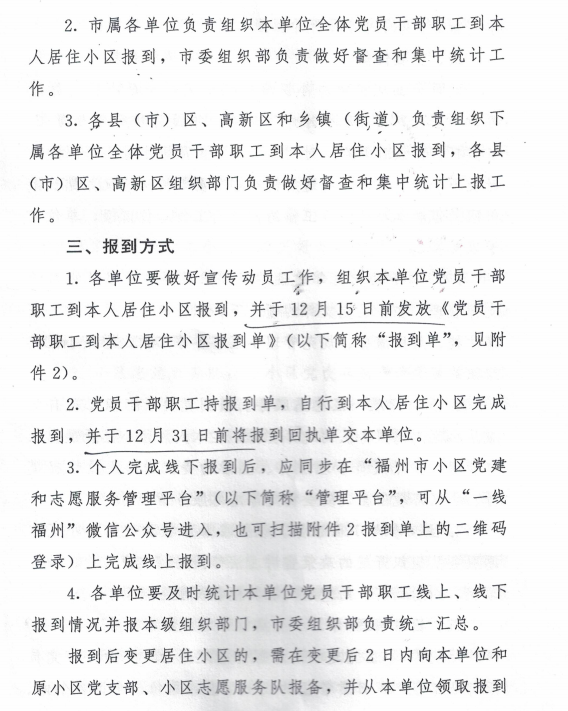 2. 市属各单位负责组织本单位全体党员干部职工到本
人居住小区报到，市委组织部负责做好督查和集中统计工
作。
3. 各县（市）区、高新区和乡镇（街道）负责组织下
属各单位全体党员干部职工到本人居住小区报到，各县
（市）区、高新区组织部门负责做好督查和集中统计上报工
作。
三、报到方式
1. 各单位要做好宣传动员工作，组织本单位党员干部
职工到本人居住小区报到，并于 12 月 15 日前发放《党员干
部职工到本人居住小区报到单》（以下简称“报到单”，见附
件 2）。
2. 党员干部职工持报到单，自行到本人居住小区完成
报到，并于 12 月 31 日前将报到回执单交本单位。
3. 个人完成线下报到后，应同步在“福州市小区党建
和志愿服务管理平台”（以下简称“管理平台”，可从“一线
福州”微信公众号进入，也可扫描附件 2 报到单上的二维码
登录）上完成线上报到。
4. 各单位要及时统计本单位党员干部职工线上、线下
报到情况并报本级组织部门，市委组织部负责统一汇总。
报到后变更居住小区的，需在变更后 2 日内向本单位和
原小区党支部、小区志愿服务队报备，并从本单位领取报到